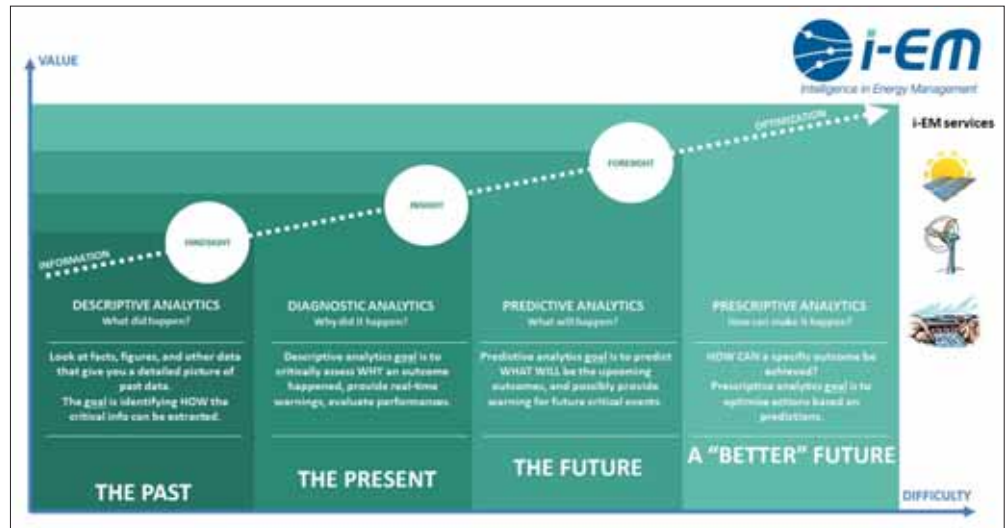 VALUE
i-EM
Intelligence in Energy Management
i-EM services
OPTIMIZATION
FORESIGHT
INSIGHT
HINDSIGHT
INFORMATION
DESCRIPTIVE ANALYTICS
What did happen?
Look at facts, figures, and other data
that give you a detailed picture of
past data.
The goal is identifying HOW the
critical info can be extracted.
THE PAST
DIAGNOSTIC ANALYTICS
Why did it happen?
Descriptive analytics goal is to
critically assess WHY an outcome
happened, provide real-time
warnings, evaluate performances.
THE PRESENT
PREDICTIVE ANALYTICS
What will happen?
Predictive analytics goal is to predict
WHAT WILL be the upcoming
outcomes, and possibly provide
warning for future critical events.
THE FUTURE
PRESCRIPTIVE ANALYTICS
How can make it happen?
HOW CAN a specific outcome be
achieved?
Prescriptive analytics goal is to
optimise actions based on
predictions.
A “BETTER” FUTURE
DIFFICULTY